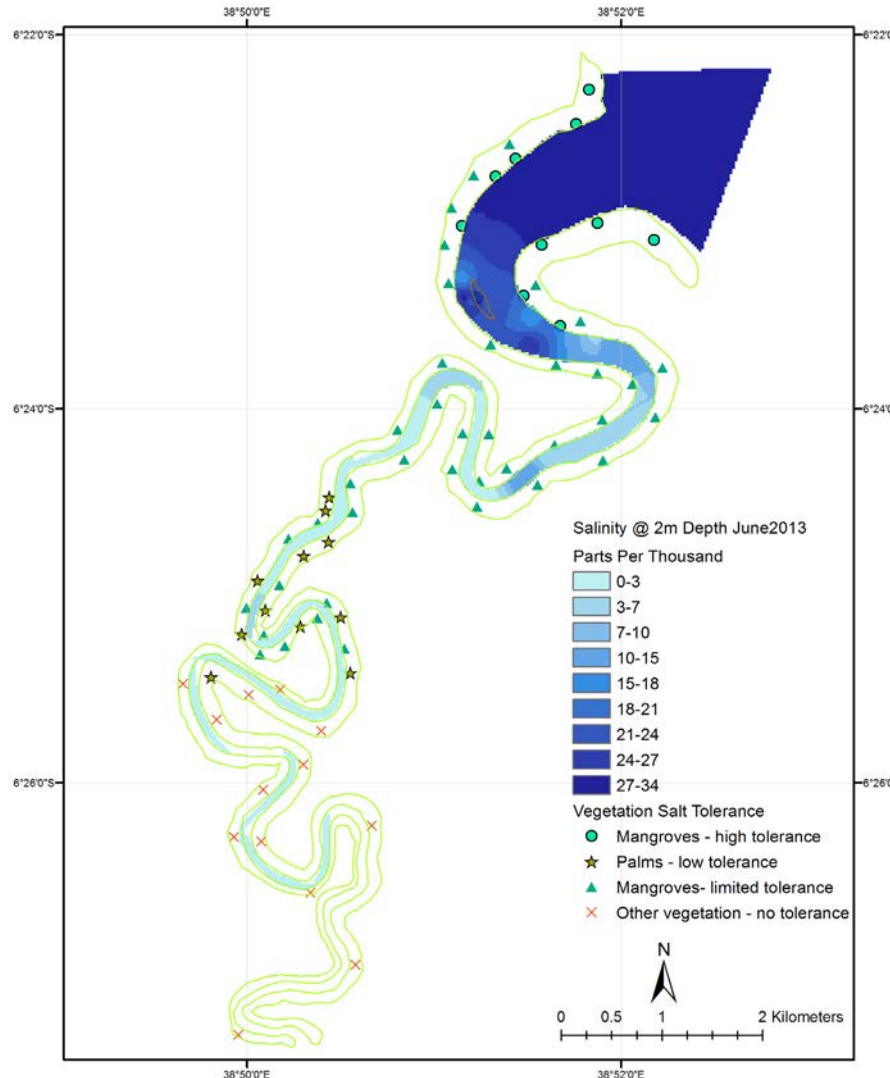 38°50'0"E 38°52'0"E
6°22'0"S 6°22'0"S
6°24'0"S 6°24'0"S
Salinity @ 2m Depth June2013
Parts Per Thousand
0-3
3-7
7-10
10-15
15-18
18-21
21-24
24-27
27-34
6°26'0"S 6°26'0"S
Vegetation Salt Tolerance
Mangroves - high tolerance
Palms - low tolerance
Mangroves- limited tolerance
Other vegetation - no tolerance
N
0 0.5 1 2 Kilometers
38°50'0"E 38°52'0"E